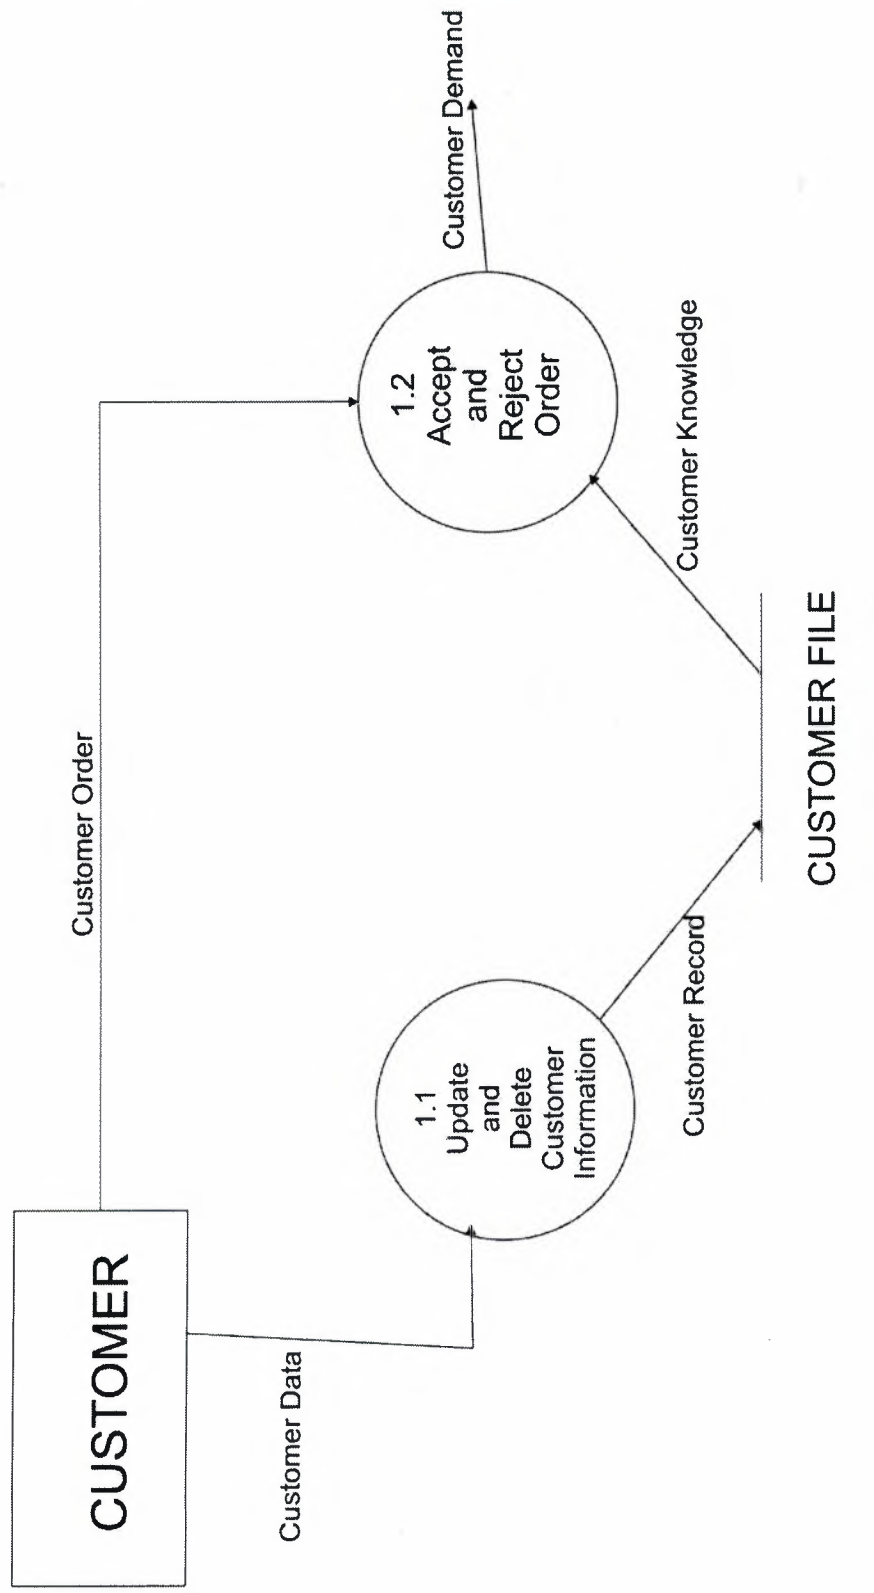 CUSTOMER
Customer Order
Customer Data
1.1
Update
and
Delete
Customer
Information
Customer Record
CUSTOMER FILE
Customer Knowledge
1.2
Accept
and
Reject
Order
Customer Demand